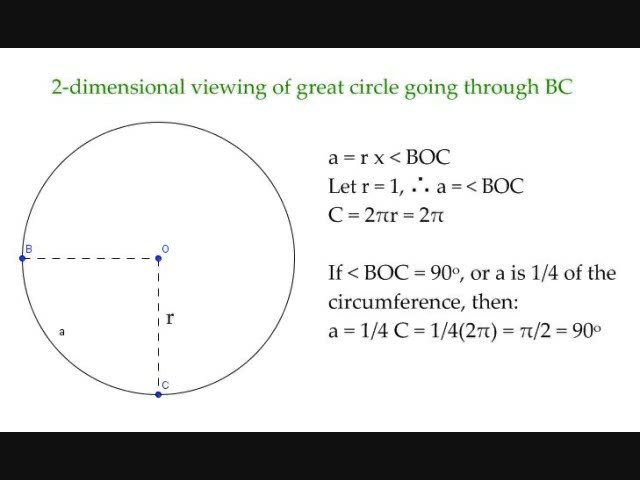 2-dimensional viewing of great circle going through BC
a = r x < BOC
Let r = 1, ∴ a = < BOC
C = 2πr = 2π
If < BOC = 90º, or a is 1/4 of the
circumference, then:
a = 1/4 C = 1/4(2π) = π/2 = 90º
B
O
r
a
C